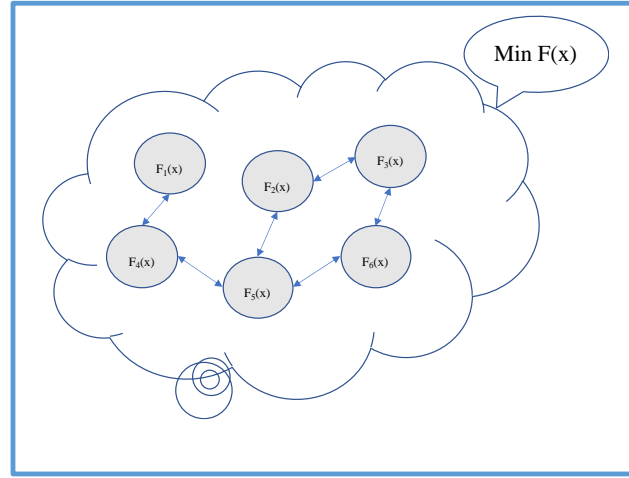 Min F(x)
F₁(x)
F₂(x)
F₃(x)
F₄(x)
F₅(x)
F₆(x)